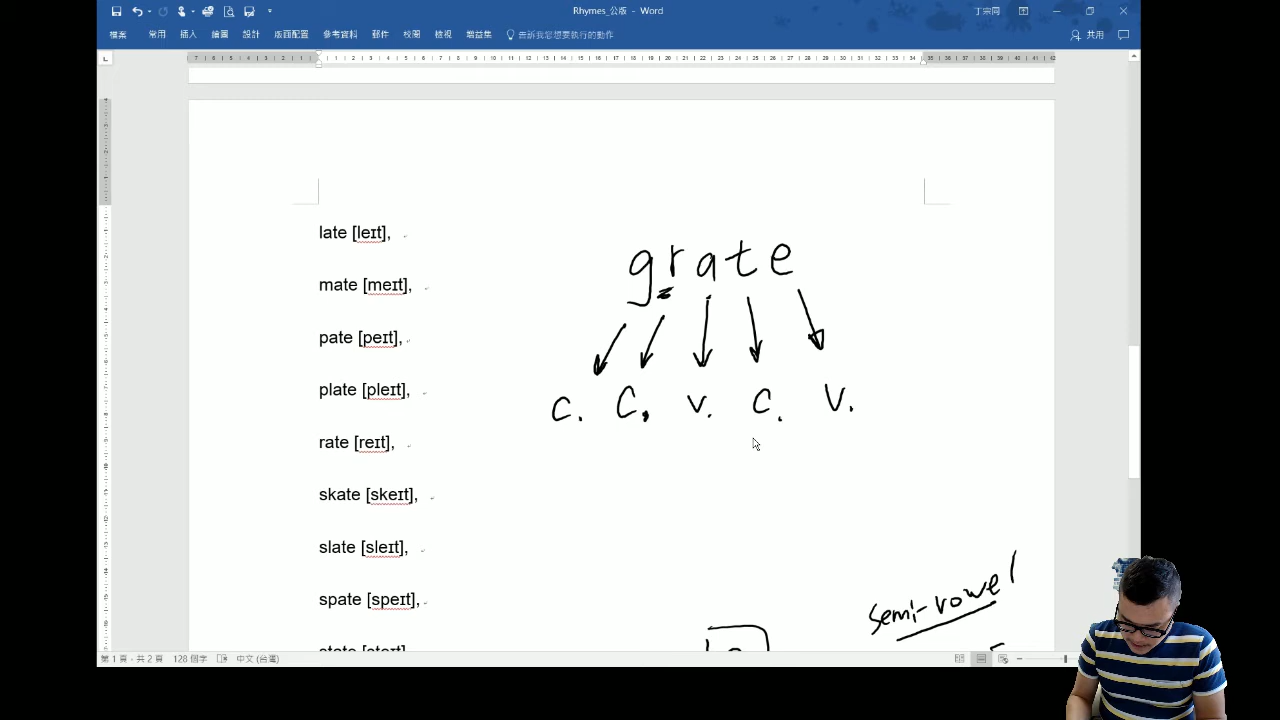 Rhymes_公版 - Word
丁宗同
檔案 常用 插入 繪圖 設計 版面配置 參考資料 郵件 校閱 檢視 增益集 告訴我您想要執行的動作 共用
late [leɪt],
mate [meɪt],
pate [peɪt],
plate [pleɪt],
rate [reɪt],
skate [skeɪt],
slate [sleɪt],
spate [speɪt],
grate
c. c. v. c. v.
semi-vowel
第 1 頁，共 2 頁 128 個字 中文 (台灣)